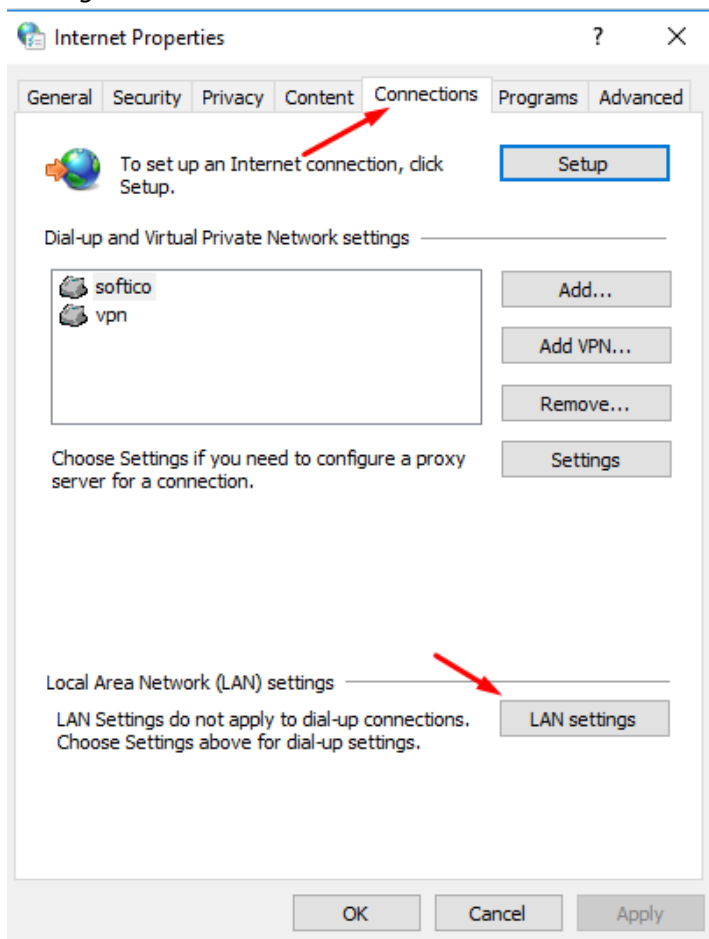 Internet Properties ?
General Security Privacy Content Connections Programs Advanced
To set up an Internet connection, click
Setup.
Setup
Dial-up and Virtual Private Network settings
softico
vpn
Add...
Add VPN...
Remove...
Choose Settings if you need to configure a proxy
server for a connection.
Settings
Local Area Network (LAN) settings
LAN Settings do not apply to dial-up connections.
Choose Settings above for dial-up settings.
LAN settings
OK Cancel Apply